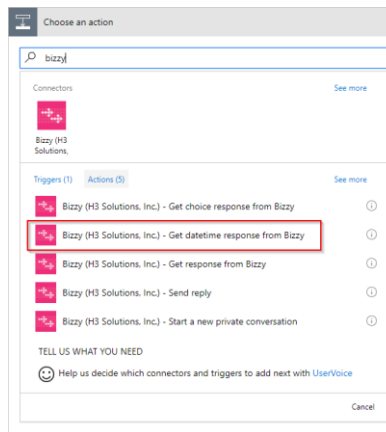 Choose an action
bizzy
Connectors
See more
Bizzy (H3
Solutions,
Triggers (1)
Actions (5)
See more
Bizzy (H3 Solutions, Inc.) - Get choice response from Bizzy
Bizzy (H3 Solutions, Inc.) - Get datetime response from Bizzy
Bizzy (H3 Solutions, Inc.) - Get response from Bizzy
Bizzy (H3 Solutions, Inc.) - Send reply
Bizzy (H3 Solutions, Inc.) - Start a new private conversation
TELL US WHAT YOU NEED
Help us decide which connectors and triggers to add next with UserVoice
Cancel